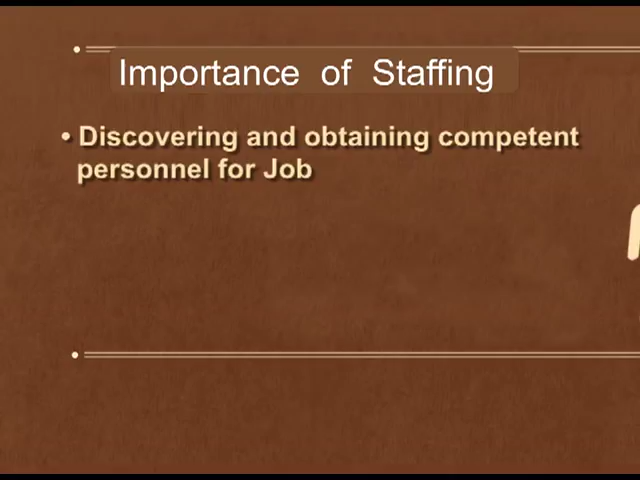 Importance of Staffing
• Discovering and obtaining competent
personnel for Job